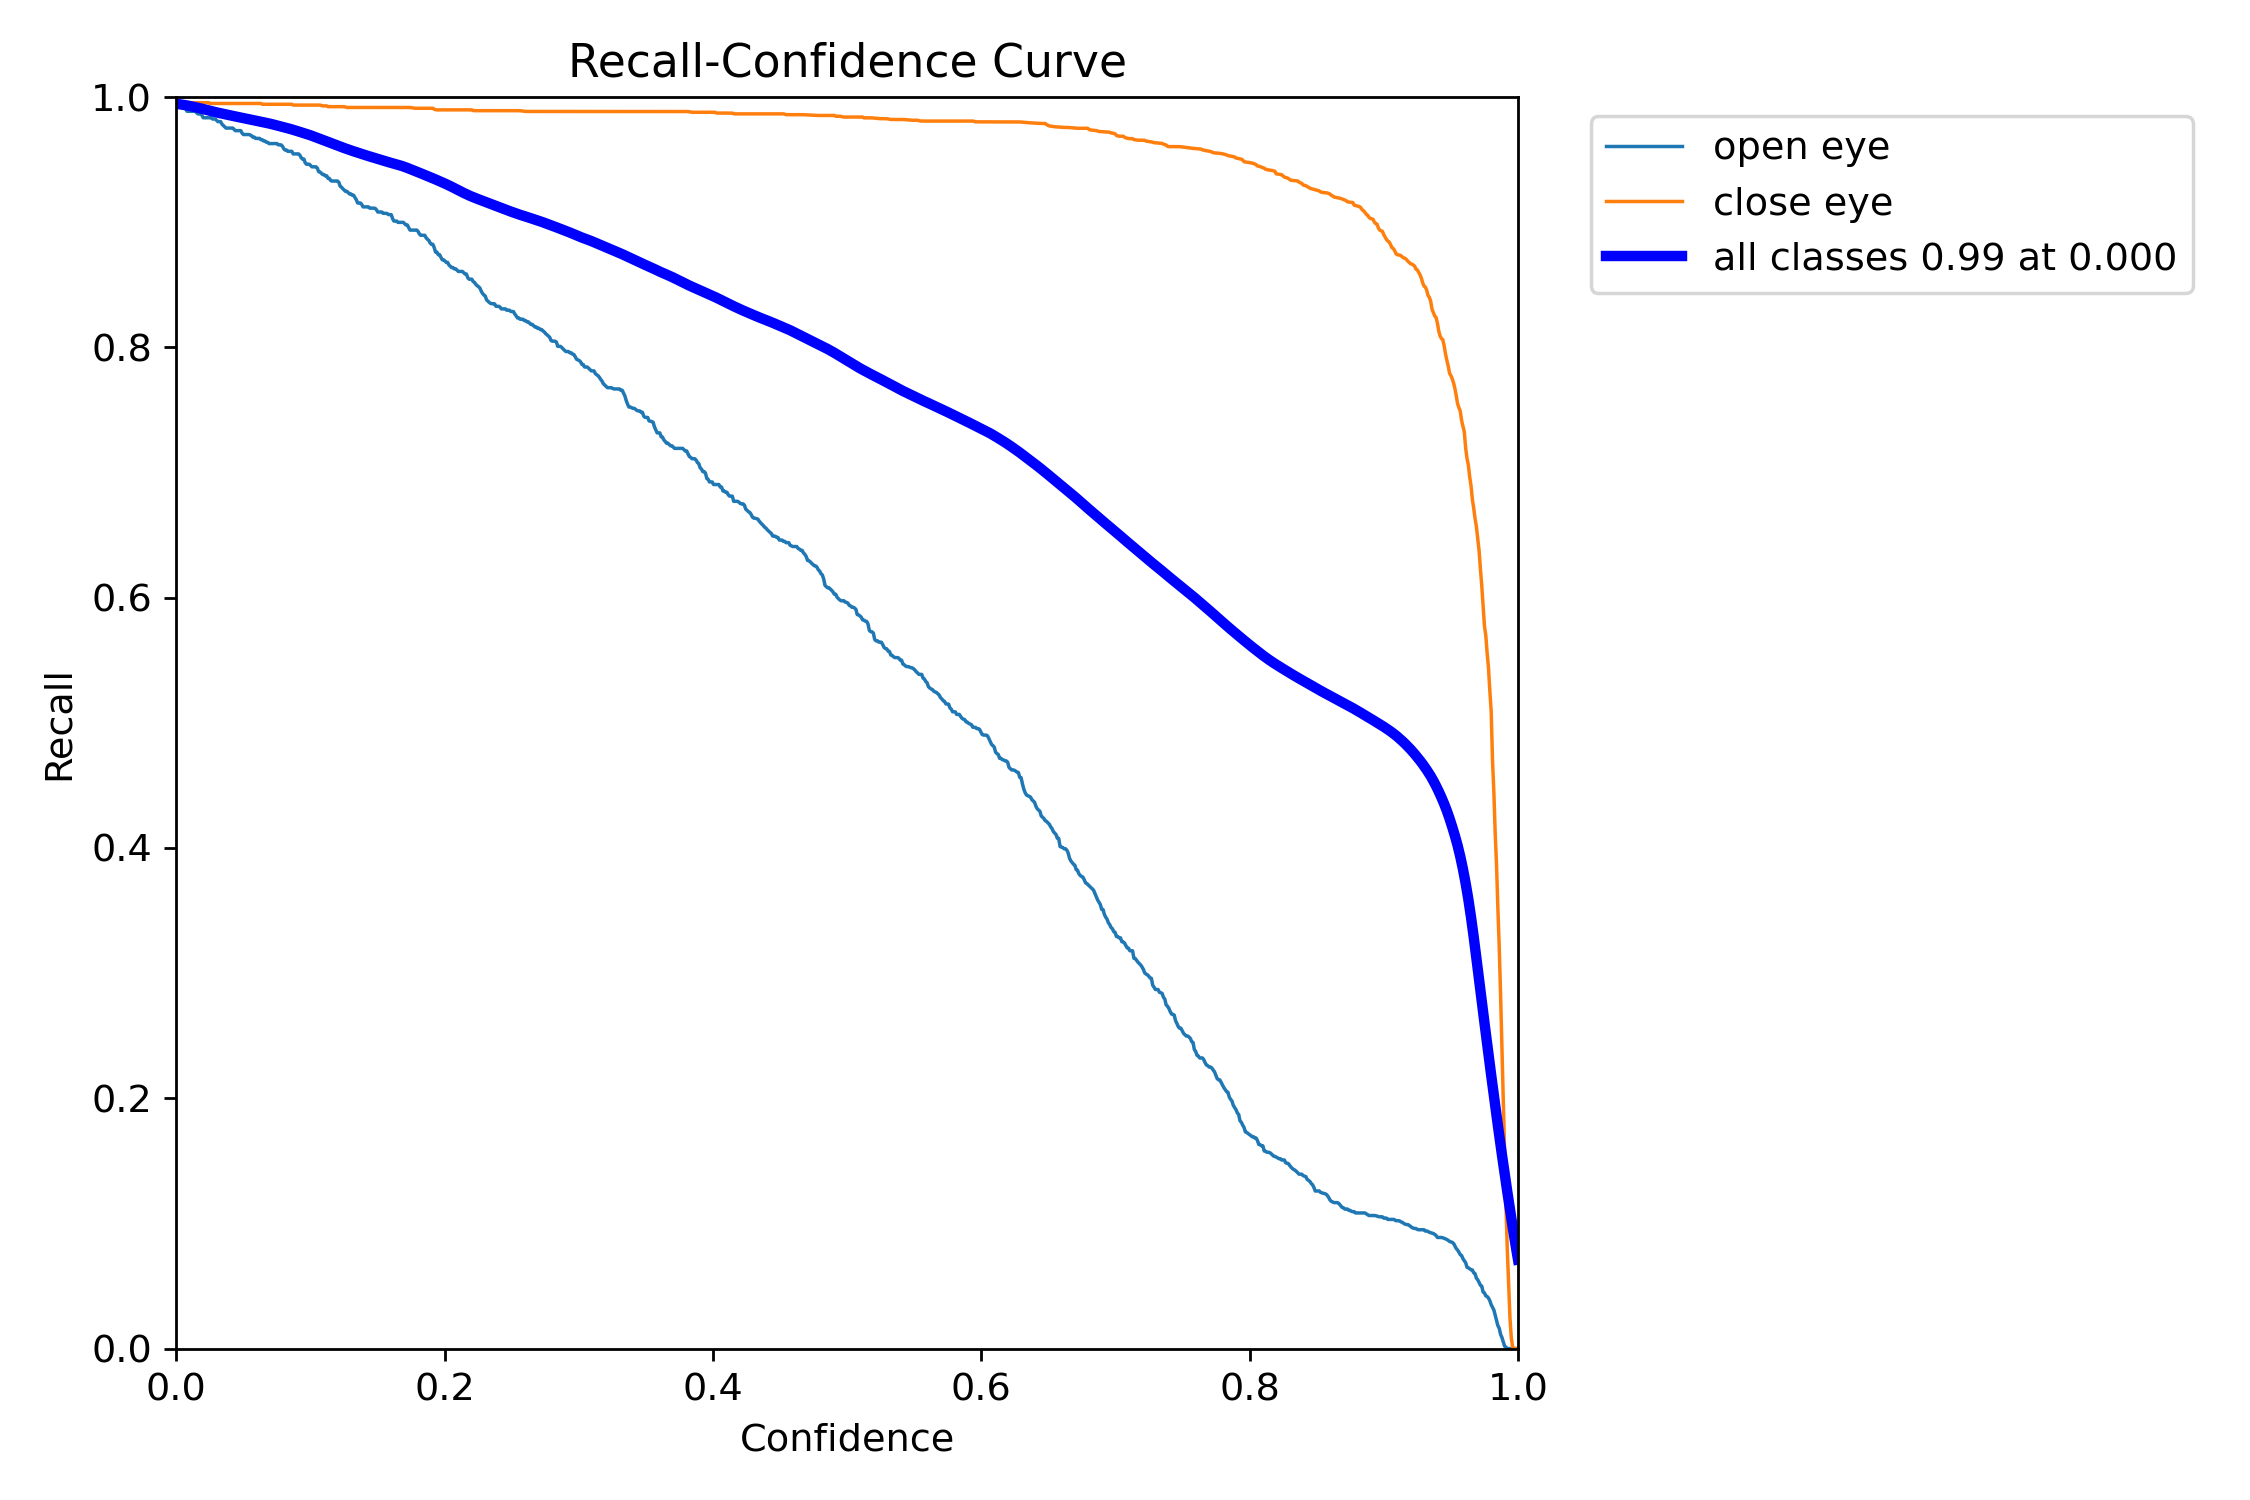 Recall-Confidence Curve
1.0
0.8
0.6
0.4
0.2
0.0
Recall
0.0 0.2 0.4 0.6 0.8 1.0
Confidence
open eye
close eye
all classes 0.99 at 0.000